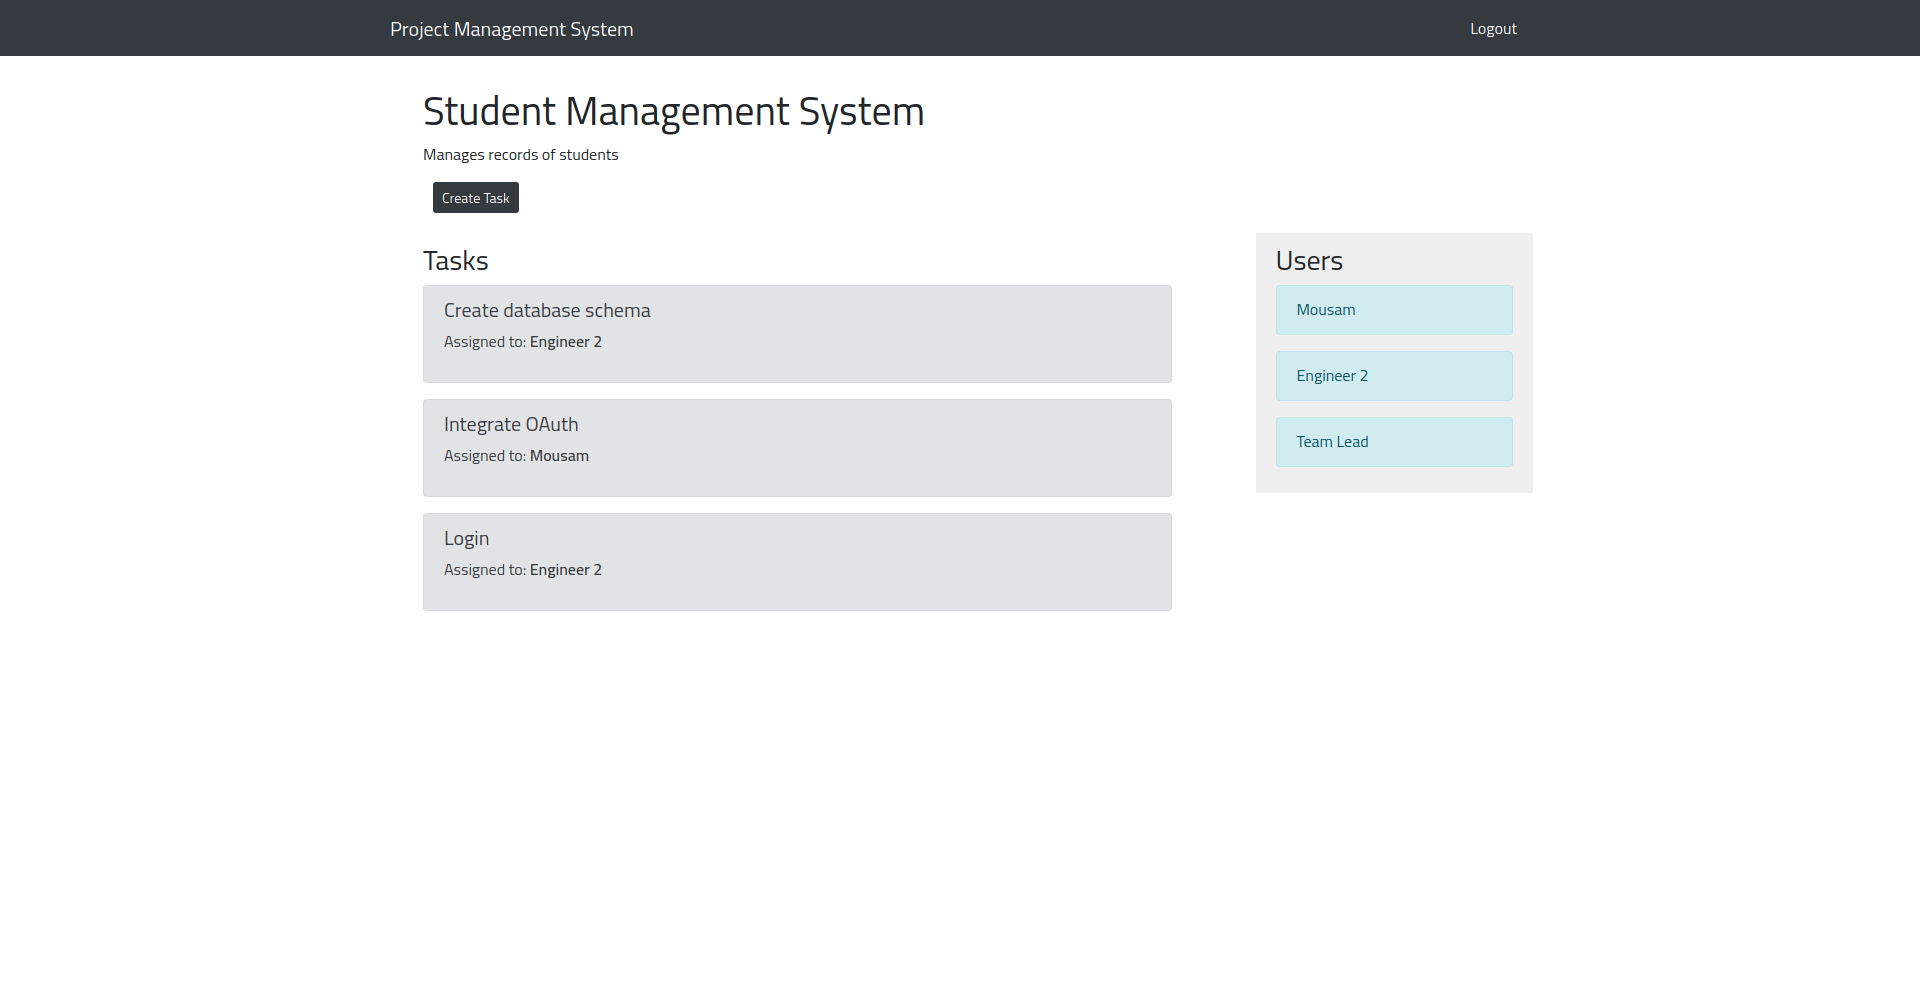 Project Management System
Logout
Student Management System
Manages records of students
Create Task
Tasks
Create database schema
Assigned to: Engineer 2
Integrate OAuth
Assigned to: Mousam
Login
Assigned to: Engineer 2
Users
Mousam
Engineer 2
Team Lead